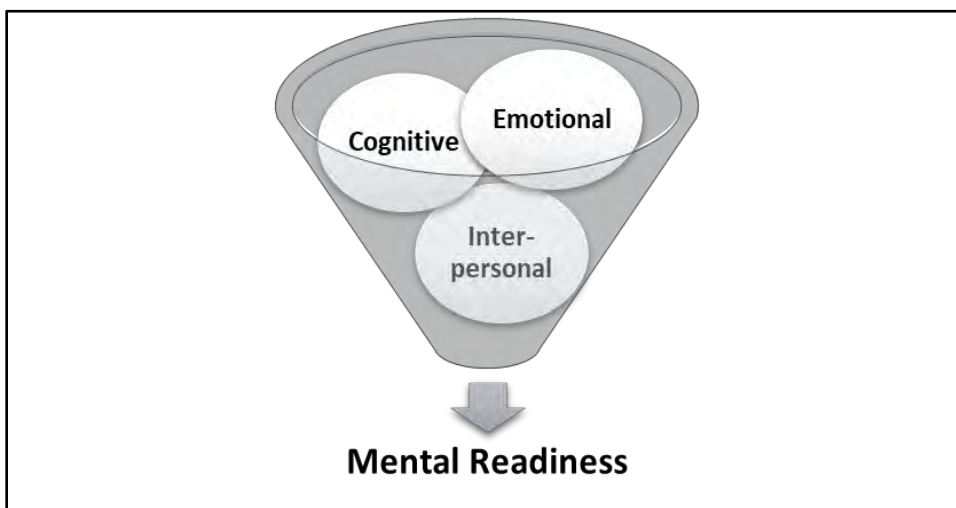 Emotional
Cognitive
Inter-
personal
Mental Readiness